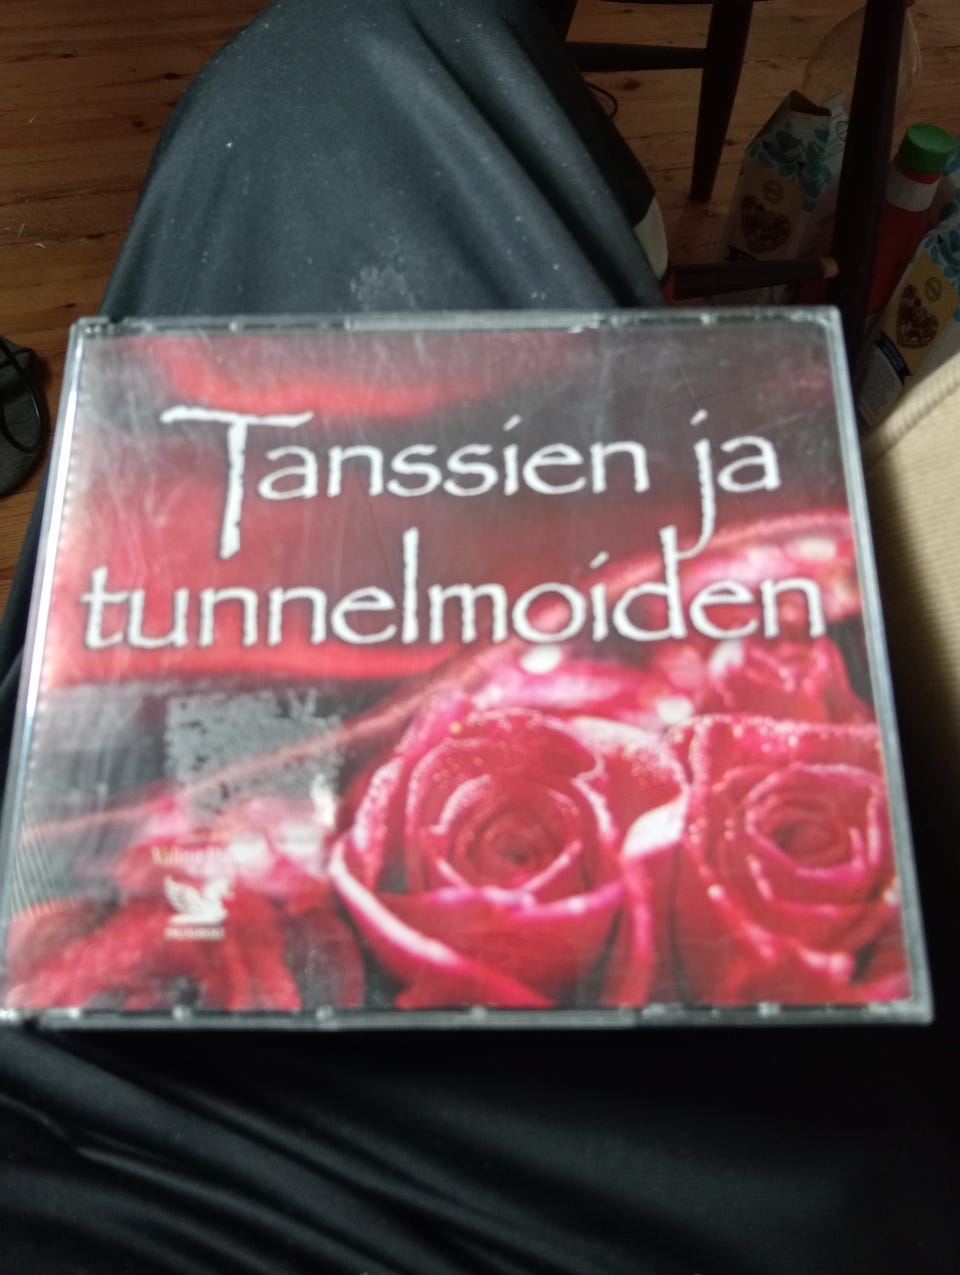 Tanssien ja
tunnelmoiden